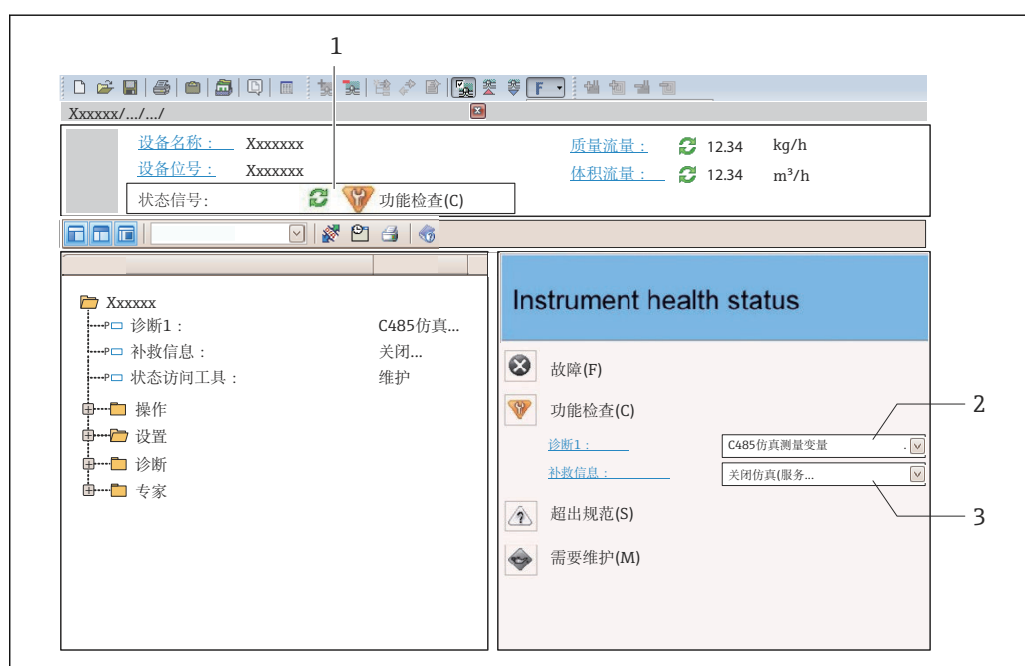 1
F
Xxxxxx/.../.../
设备名称： Xxxxxxx
质量流量： 12.34 kg/h
设备位号： Xxxxxxx
体积流量： 12.34 m³/h
状态信号: 功能检查(C)
Xxxxxx
诊断1： C485仿真...
补救信息： 关闭...
状态访问工具： 维护
操作
设置
诊断
专家
Instrument health status
故障(F)
功能检查(C)
2
诊断1： C485仿真测量变量 .
补救信息： 关闭仿真(服务...
3
超出规范(S)
需要维护(M)